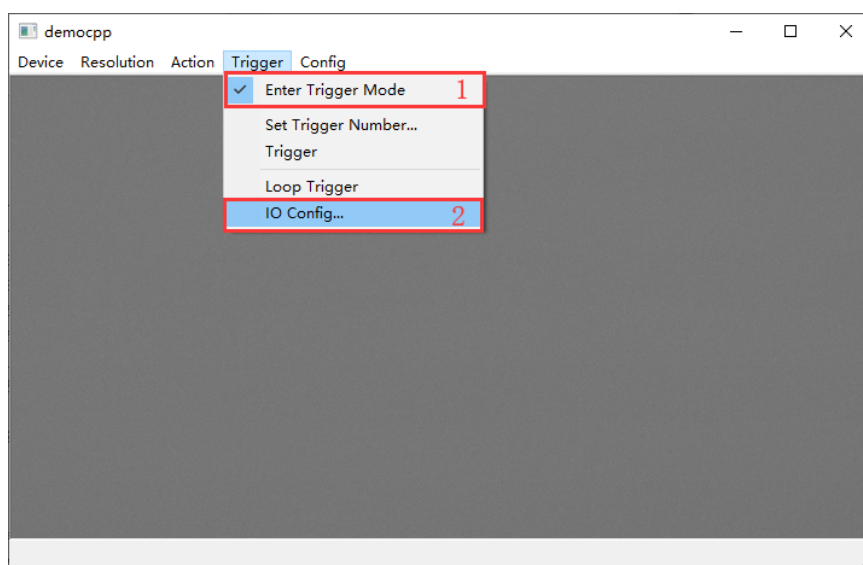 democpp
Device Resolution Action Trigger Config
Enter Trigger Mode 1
Set Trigger Number...
Trigger
Loop Trigger
IO Config... 2